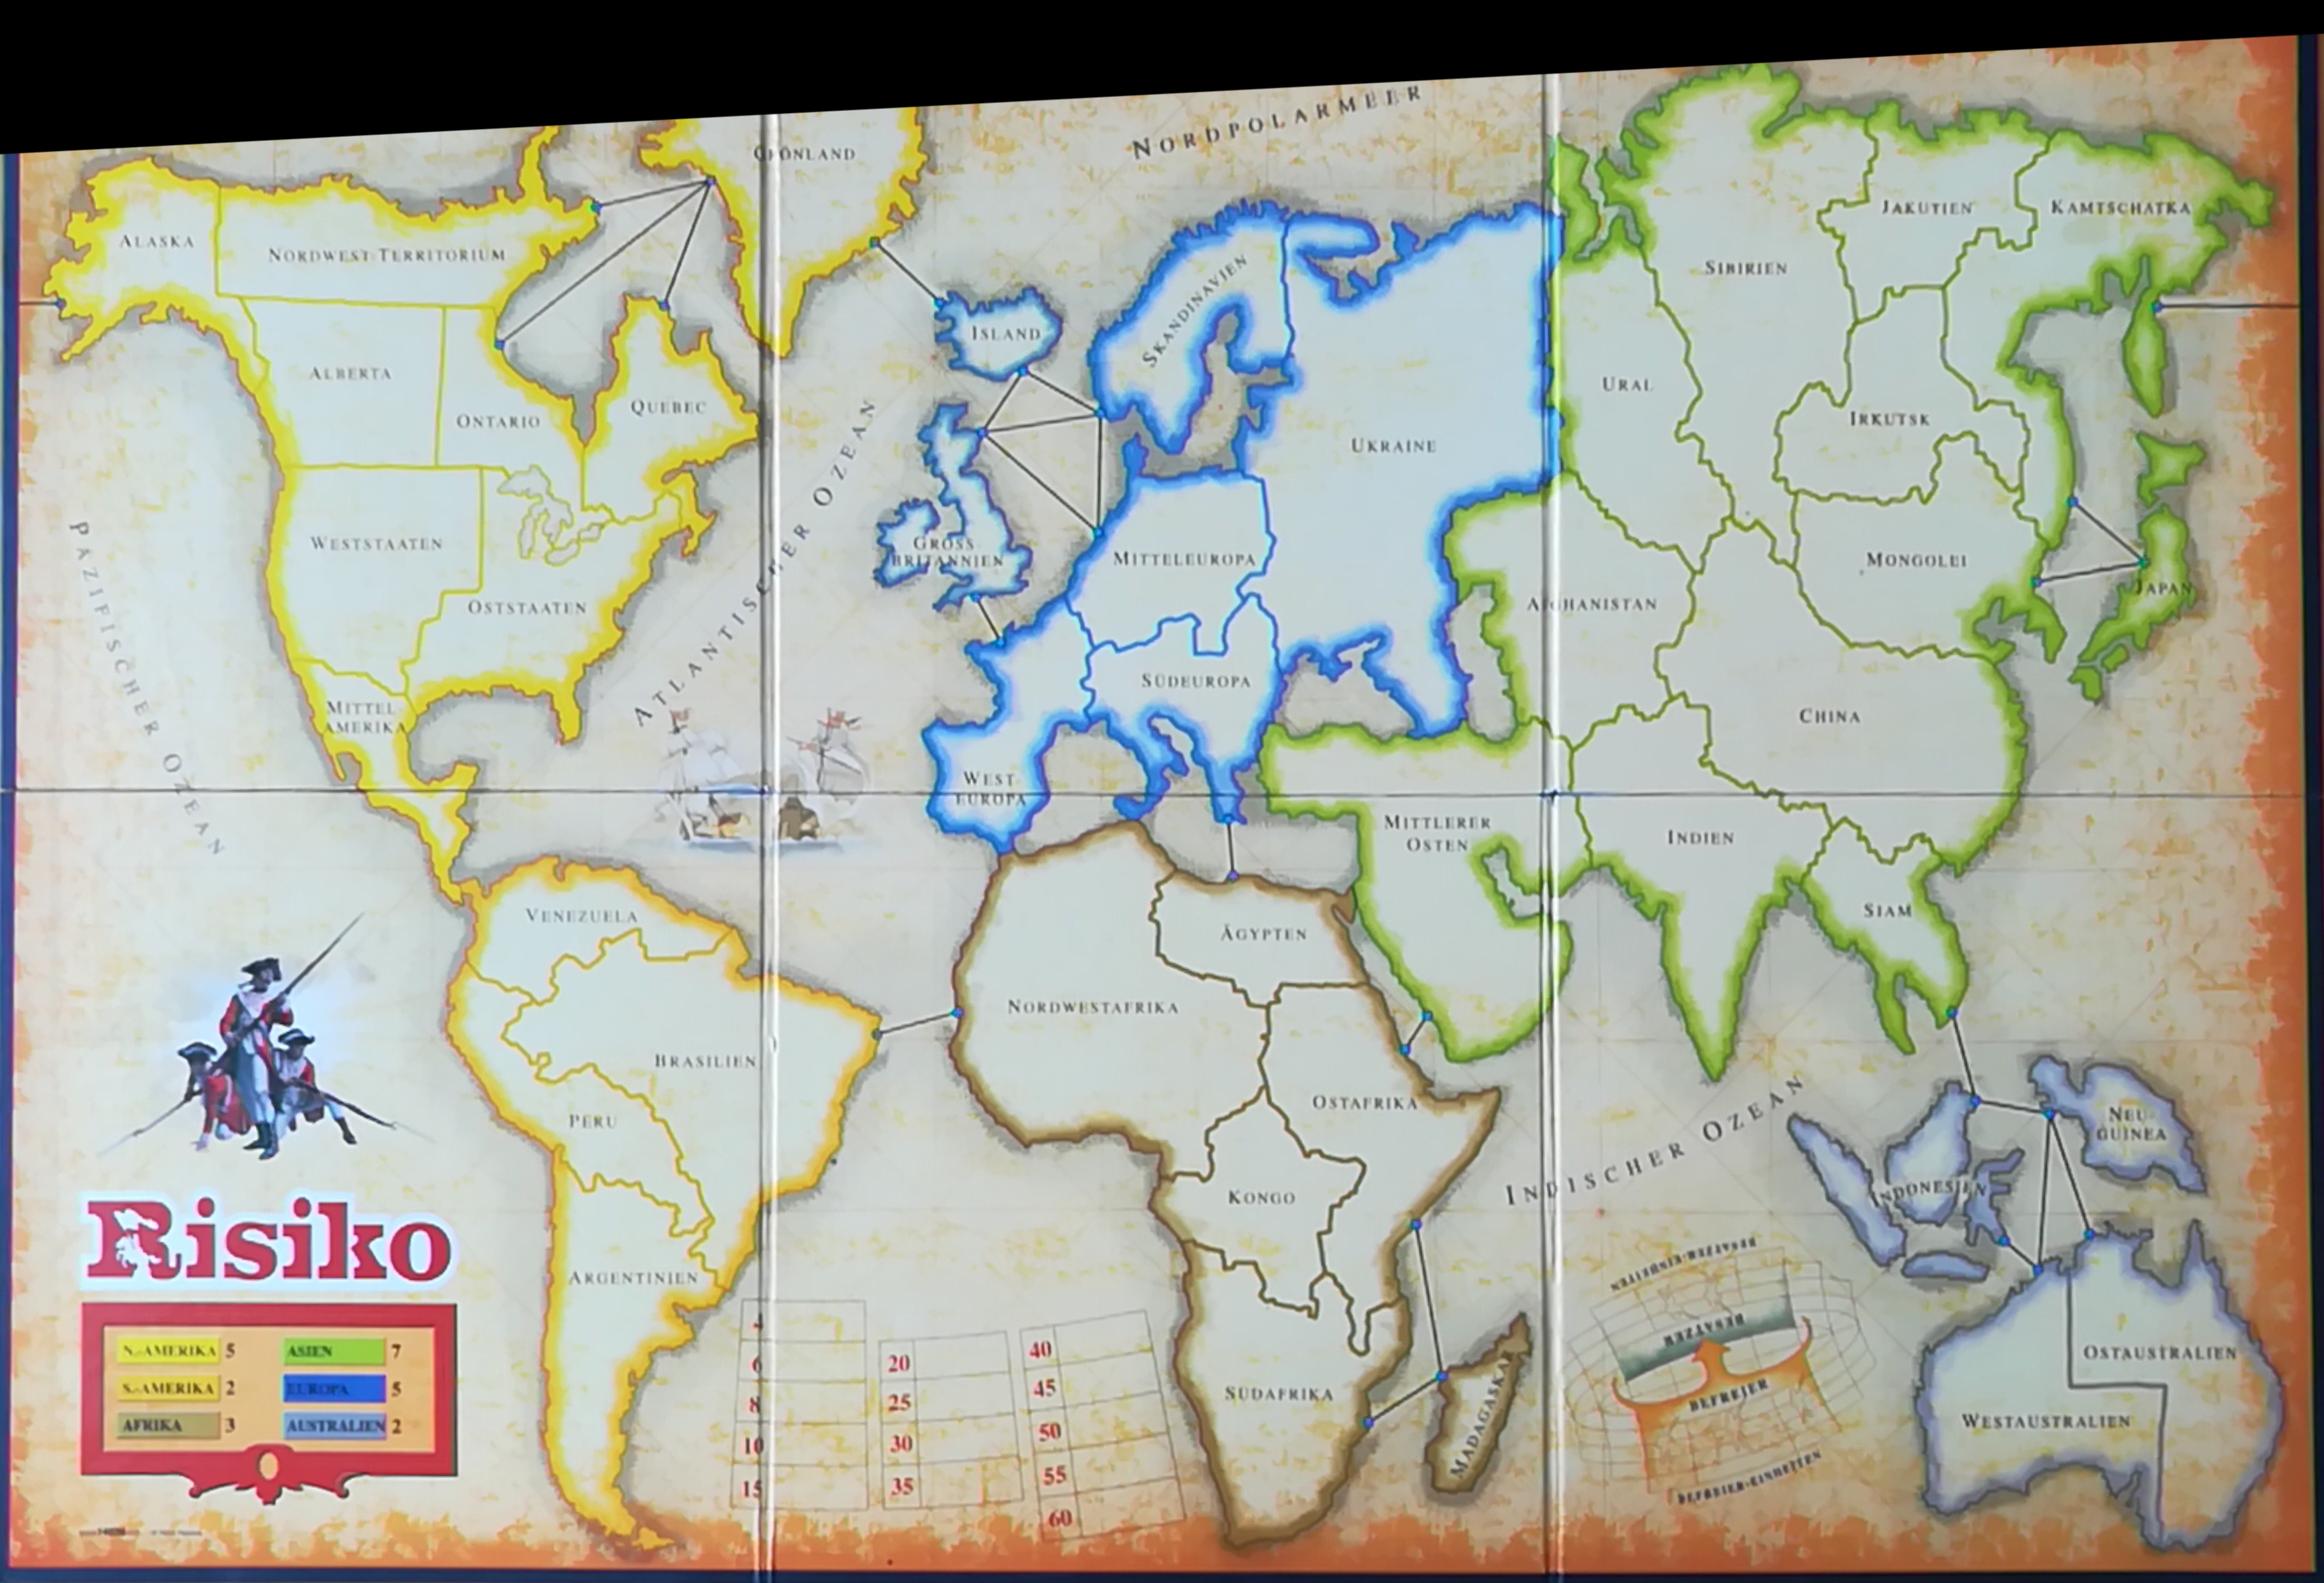 NORDPOLARMEER
GRÖNLAND
ALASKA
NORDWEST-TERRITORIUM
ALBERTA
ONTARIO
QUEBEC
WESTSTAATEN
OSTSTAATEN
MITTEL-
AMERIKA
PAZIFISCHER OZEAN
ATLANTISCHER OZEAN
ISLAND
SKANDINAVIEN
GROSS-
BRITANNIEN
MITTELEUROPA
UKRAINE
SÜDEUROPA
WEST-
EUROPA
SIBIRIEN
JAKUTIEN
KAMTSCHATKA
URAL
IRKUTSK
MONGOLEI
JAPAN
AFGHANISTAN
CHINA
MITTLERER
OSTEN
INDIEN
SIAM
VENEZUELA
BRASILIEN
PERU
ARGENTINIEN
NORDWESTAFRIKA
ÄGYPTEN
OSTAFRIKA
KONGO
SÜDAFRIKA
MADAGASKAR
INDISCHER OZEAN
INDONESIEN
NEU-
GUINEA
OSTAUSTRALIEN
WESTAUSTRALIEN
Risiko
N.-AMERIKA 5
S.-AMERIKA 2
AFRIKA 3
ASIEN 7
EUROPA 5
AUSTRALIEN 2
4
6
8
10
15
20
25
30
35
40
45
50
55
60
BESATZER-EINHEITEN
BESATZER
BEFREIER
BEFREIER-EINHEITEN